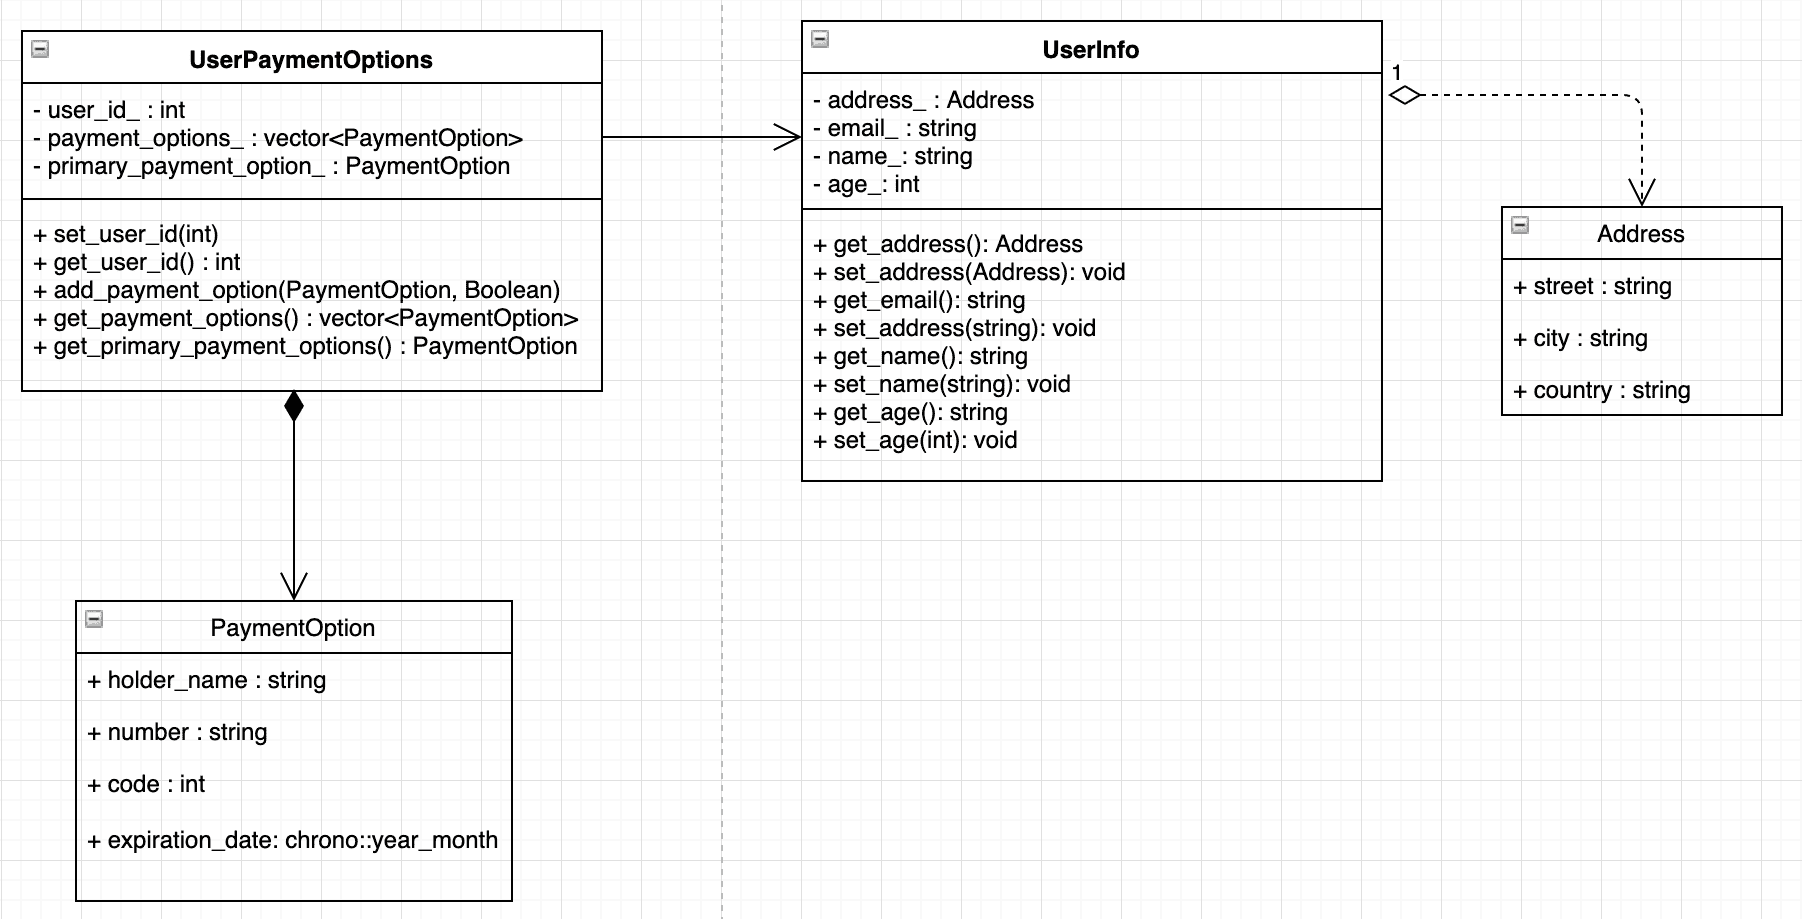 UserPaymentOptions
- user_id_ : int
- payment_options_ : vector<PaymentOption>
- primary_payment_option_ : PaymentOption
+ set_user_id(int)
+ get_user_id() : int
+ add_payment_option(PaymentOption, Boolean)
+ get_payment_options() : vector<PaymentOption>
+ get_primary_payment_options() : PaymentOption
UserInfo
- address_ : Address
- email_ : string
- name_: string
- age_: int
+ get_address(): Address
+ set_address(Address): void
+ get_email(): string
+ set_address(string): void
+ get_name(): string
+ set_name(string): void
+ get_age(): string
+ set_age(int): void
1
Address
+ street : string
+ city : string
+ country : string
PaymentOption
+ holder_name : string
+ number : string
+ code : int
+ expiration_date: chrono::year_month